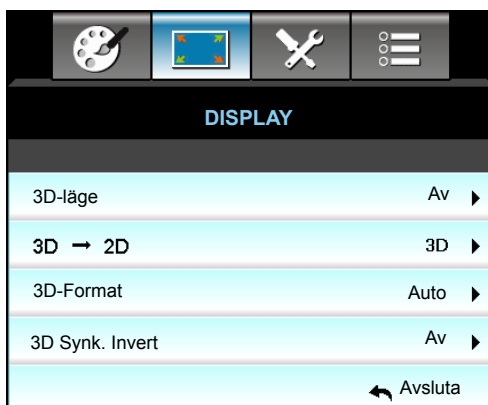 DISPLAY
3D-läge Av
3D → 2D 3D
3D-Format Auto
3D Synk. Invert Av
Avsluta